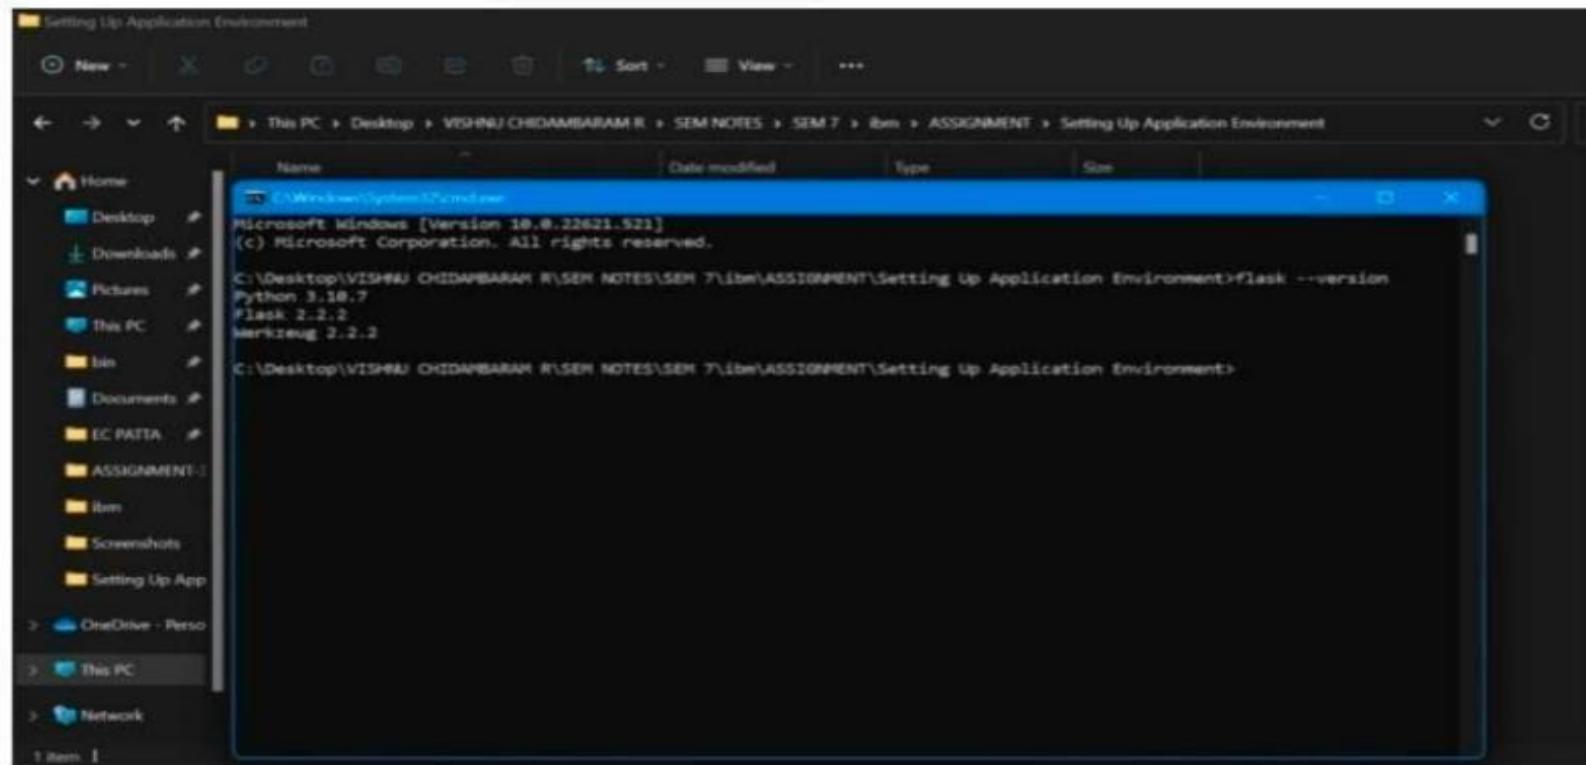 Setting Up Application Environment
New
Sort
View
This PC
Desktop
VISHNU CHIDAMBARAM R
SEM NOTES
SEM 7
ibm
ASSIGNMENT
Setting Up Application Environment
Name
Date modified
Type
Size
Home
Desktop
Downloads
Pictures
This PC
bin
Documents
EC PATTA
ASSIGNMENT-
ibm
Screenshots
Setting Up App
OneDrive - Perso
This PC
Network
1 item
C:\Windows\System32\cmd.exe
Microsoft Windows [Version 10.0.22621.521]
(c) Microsoft Corporation. All rights reserved.
C:\Desktop\VISHNU CHIDAMBARAM R\SEM NOTES\SEM 7\ibm\ASSIGNMENT\Setting Up Application Environment>flask --version
Python 3.10.7
Flask 2.2.2
Werkzeug 2.2.2
C:\Desktop\VISHNU CHIDAMBARAM R\SEM NOTES\SEM 7\ibm\ASSIGNMENT\Setting Up Application Environment>